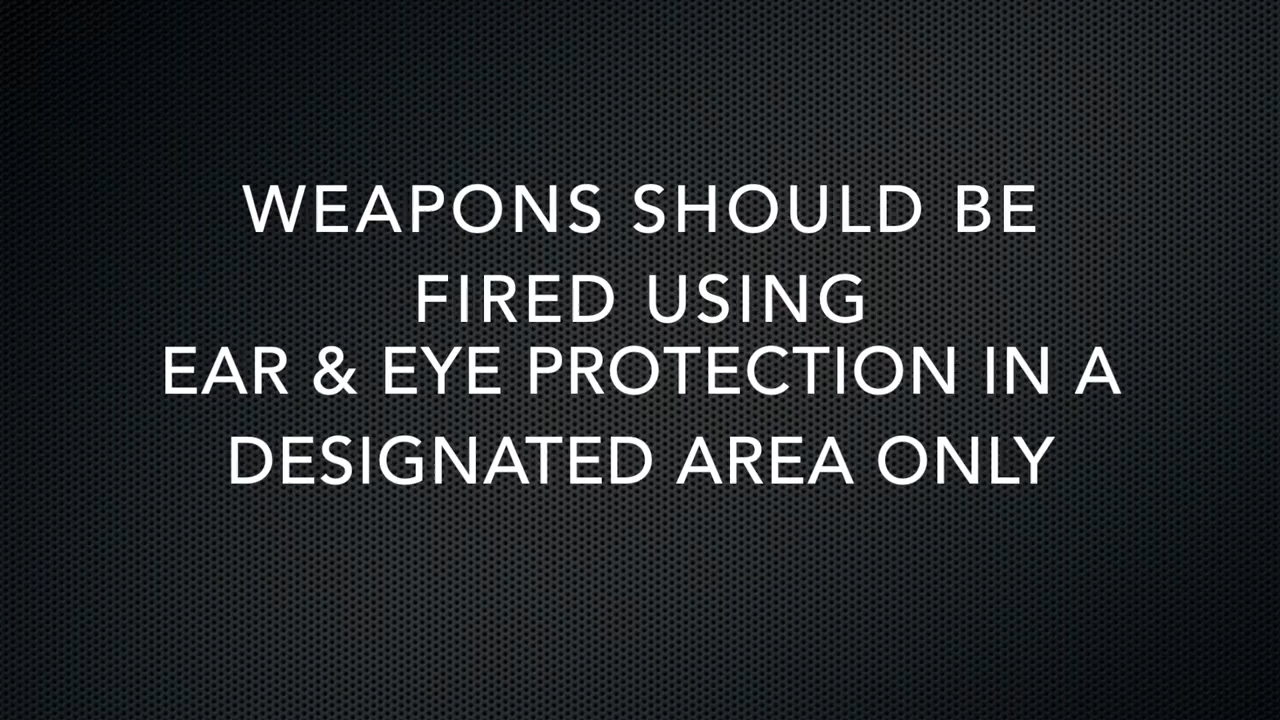 WEAPONS SHOULD BE
FIRED USING
EAR & EYE PROTECTION IN A
DESIGNATED AREA ONLY